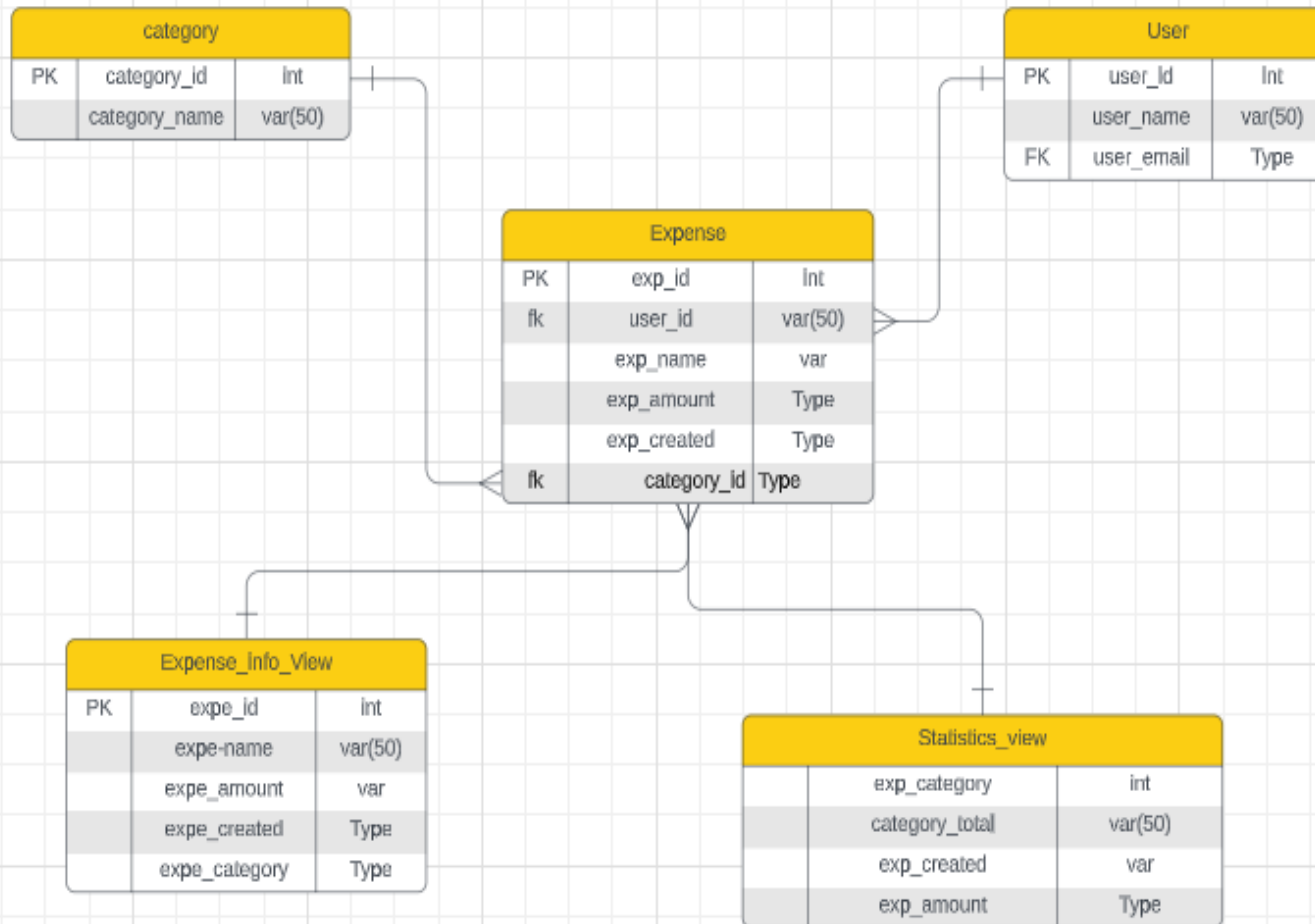 category
PK category_id int
category_name var(50)
User
PK user_id int
user_name var(50)
FK user_email Type
Expense
PK exp_id int
fk user_id var(50)
exp_name var
exp_amount Type
exp_created Type
fk category_id Type
Expense_info_View
PK expe_id int
expe-name var(50)
expe_amount var
expe_created Type
expe_category Type
Statistics_view
exp_category int
category_total var(50)
exp_created var
exp_amount Type